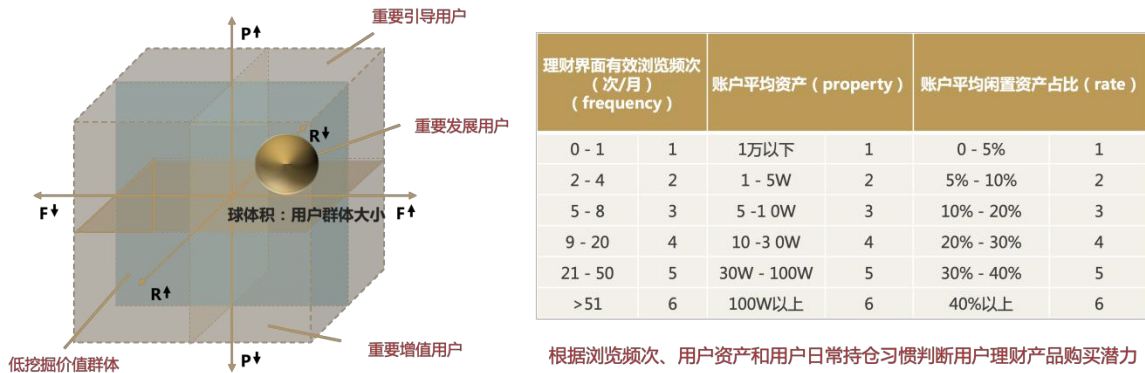 重要引导用户
P↑
重要发展用户
R↓
F↓
球体积：用户群体大小
F↑
R↑
低挖掘价值群体
P↓
重要增值用户
理财界面有效浏览频次
（次/月）
（frequency）
账户平均资产（property）
账户平均闲置资产占比（rate）
0 - 1 1 1万以下 1 0 - 5% 1
2 - 4 2 1 - 5W 2 5% - 10% 2
5 - 8 3 5 -1 0W 3 10% - 20% 3
9 - 20 4 10 -3 0W 4 20% - 30% 4
21 - 50 5 30W - 100W 5 30% - 40% 5
>51 6 100W以上 6 40%以上 6
根据浏览频次、用户资产和用户日常持仓习惯判断用户理财产品购买潜力